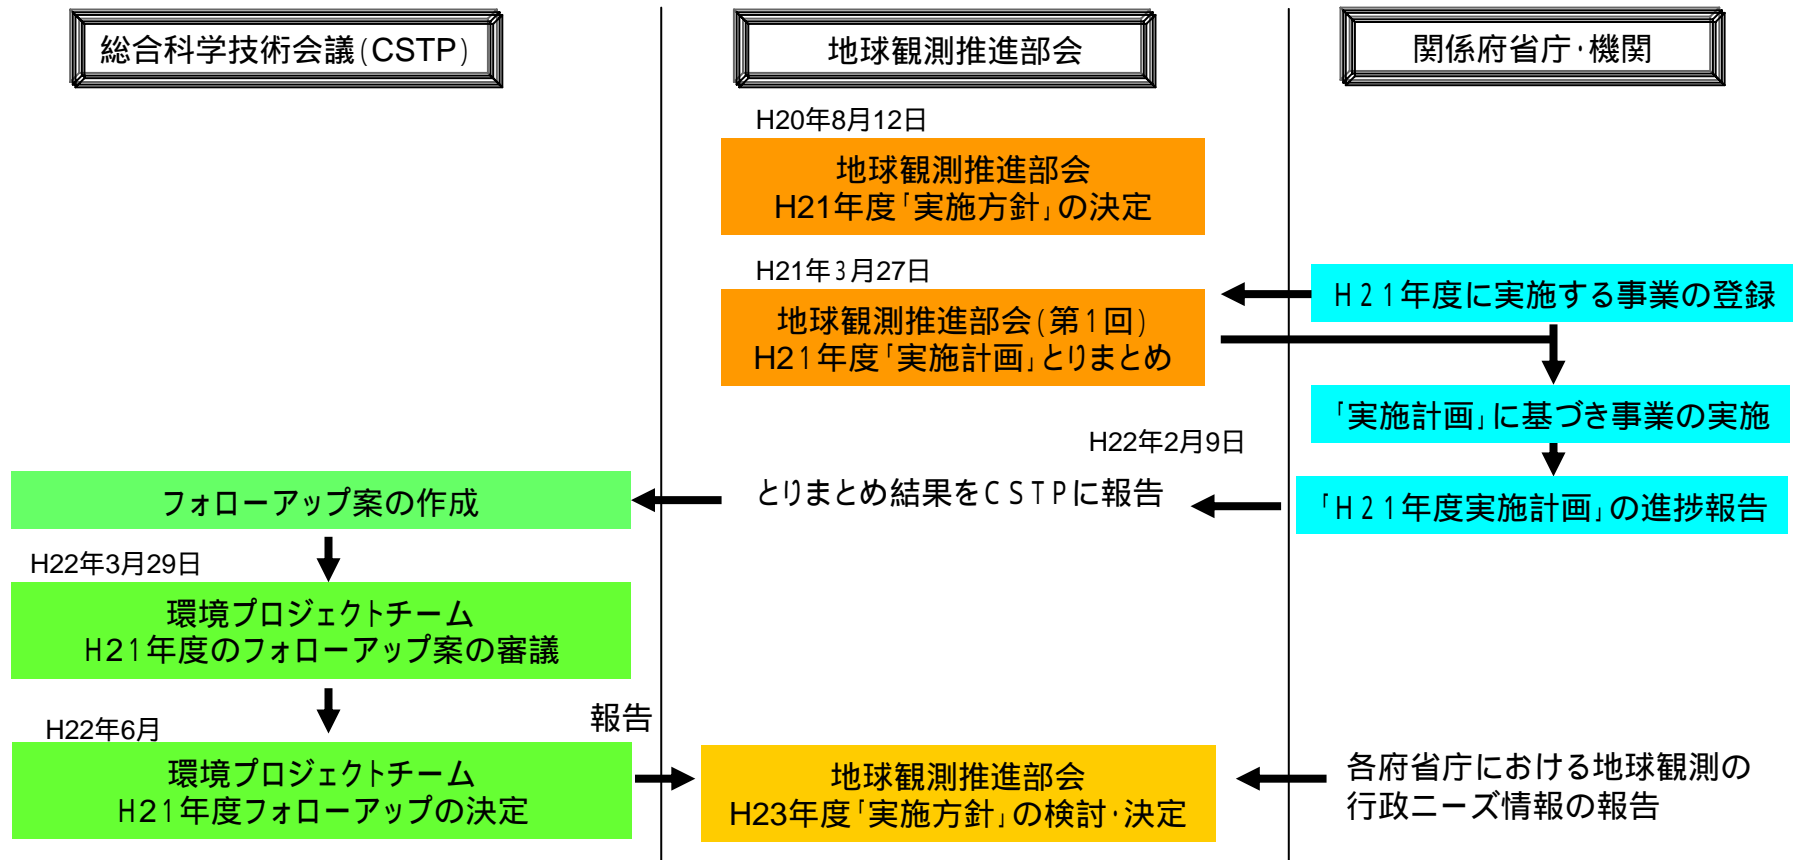 総合科学技術会議(CSTP)
地球観測推進部会
関係府省庁・機関
H20年8月12日
地球観測推進部会
H21年度「実施方針」の決定
H21年3月27日
地球観測推進部会(第1回)
H21年度「実施計画」とりまとめ
H21年度に実施する事業の登録
「実施計画」に基づき事業の実施
H22年2月9日
フォローアップ案の作成
とりまとめ結果をCSTPに報告
「H21年度実施計画」の進捗報告
H22年3月29日
環境プロジェクトチーム
H21年度のフォローアップ案の審議
H22年6月
報告
環境プロジェクトチーム
H21年度フォローアップの決定
地球観測推進部会
H23年度「実施方針」の検討・決定
各府省庁における地球観測の
行政ニーズ情報の報告